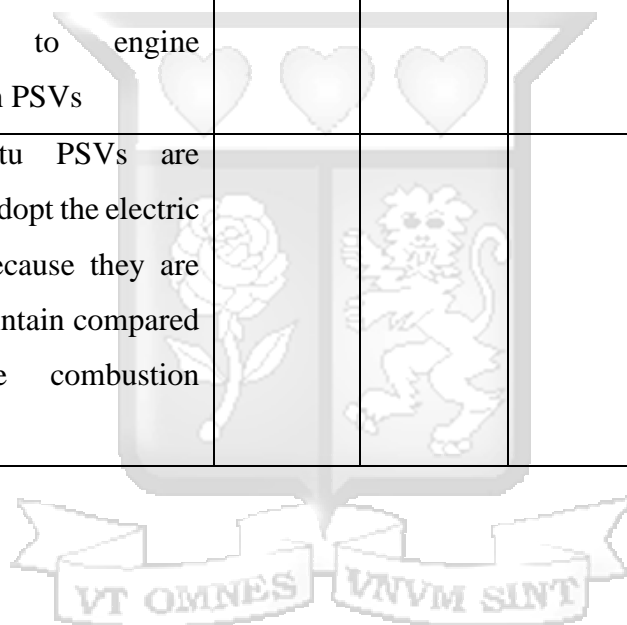 to engine
n PSVs
tu PSVs are
dopt the electric
ecause they are
ntain compared
e combustion
VT OMNES VNVM SINT